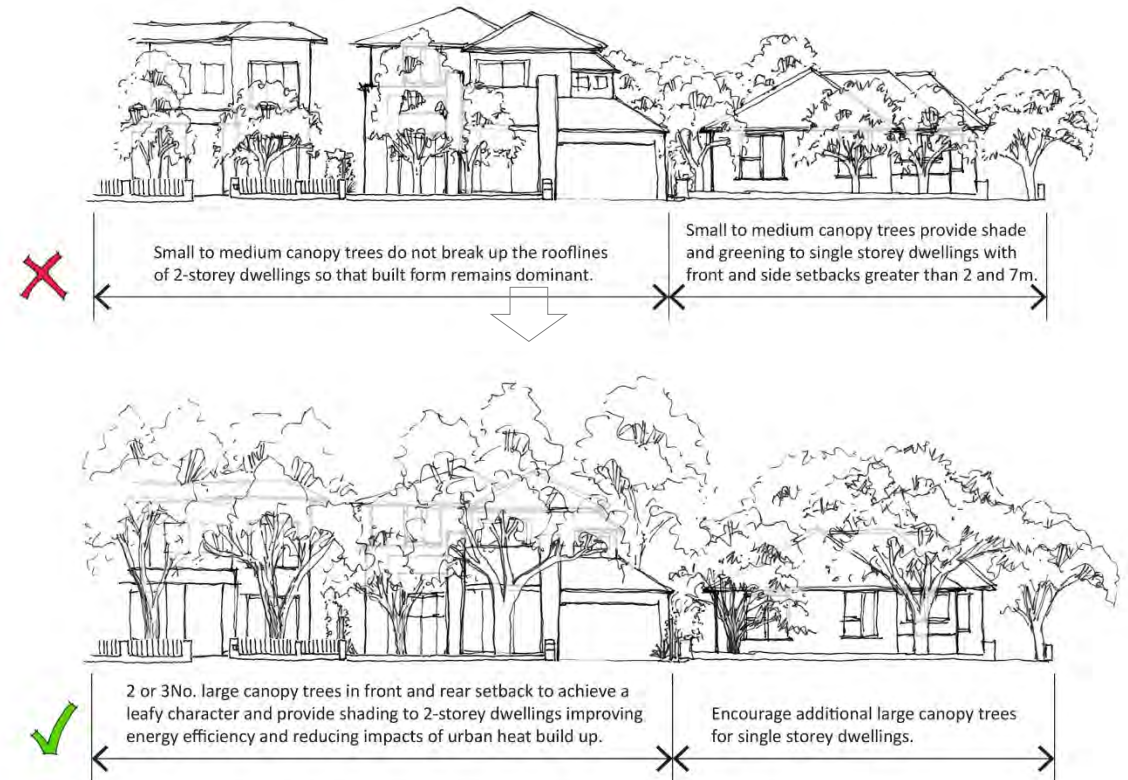 Small to medium canopy trees do not break up the rooflines
of 2-storey dwellings so that built form remains dominant.
Small to medium canopy trees provide shade
and greening to single storey dwellings with
front and side setbacks greater than 2 and 7m.
2 or 3No. large canopy trees in front and rear setback to achieve a
leafy character and provide shading to 2-storey dwellings improving
energy efficiency and reducing impacts of urban heat build up.
Encourage additional large canopy trees
for single storey dwellings.